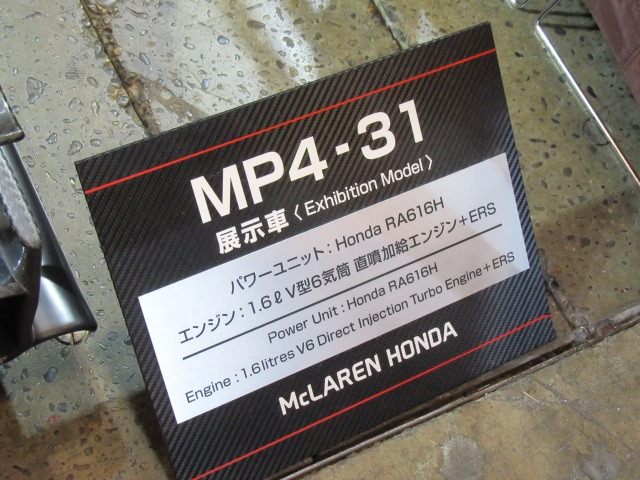 MP4-31
展示車〈Exhibition Model〉
パワーユニット：Honda RA616H
エンジン：1.6ℓ V型6気筒 直噴加給エンジン+ERS
Power Unit : Honda RA616H
Engine : 1.6litres V6 Direct Injection Turbo Engine+ERS
McLAREN HONDA